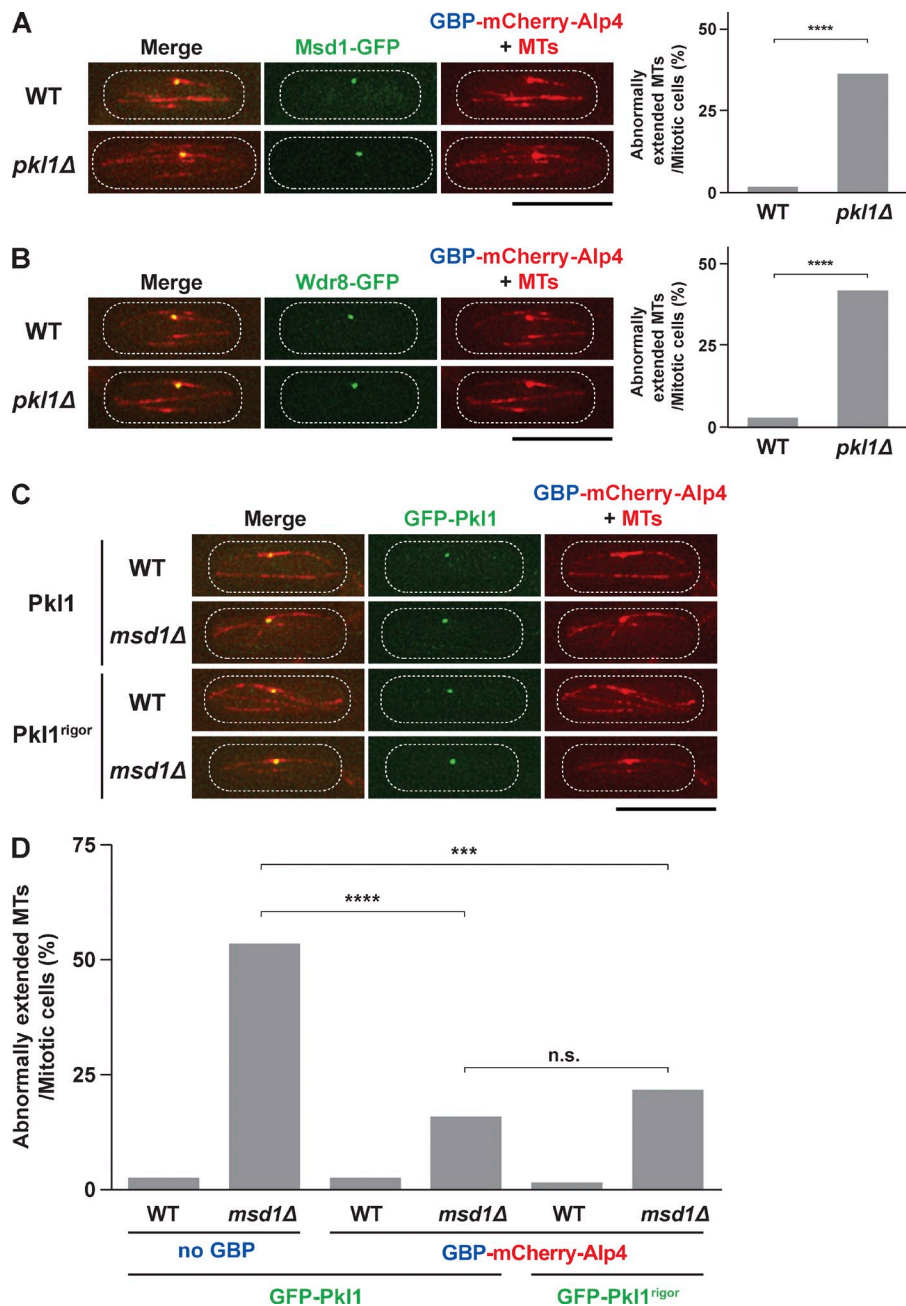 A
Merge
Msd1-GFP
GBP-mCherry-Alp4
+ MTs
WT
pkl1Δ
Abnormally
extended MTs
/Mitotic cells (%)
50
25
0
****
WT
pkl1Δ
B
Merge
Wdr8-GFP
GBP-mCherry-Alp4
+ MTs
WT
pkl1Δ
Abnormally
extended MTs
/Mitotic cells (%)
50
25
0
****
WT
pkl1Δ
C
Merge
GFP-Pkl1
GBP-mCherry-Alp4
+ MTs
Pkl1
WT
msd1Δ
Pkl1rigor
WT
msd1Δ
D
Abnormally extended MTs
/Mitotic cells (%)
75
50
25
0
***
****
n.s.
WT msd1Δ WT msd1Δ WT msd1Δ
no GBP GBP-mCherry-Alp4
GFP-Pkl1 GFP-Pkl1rigor